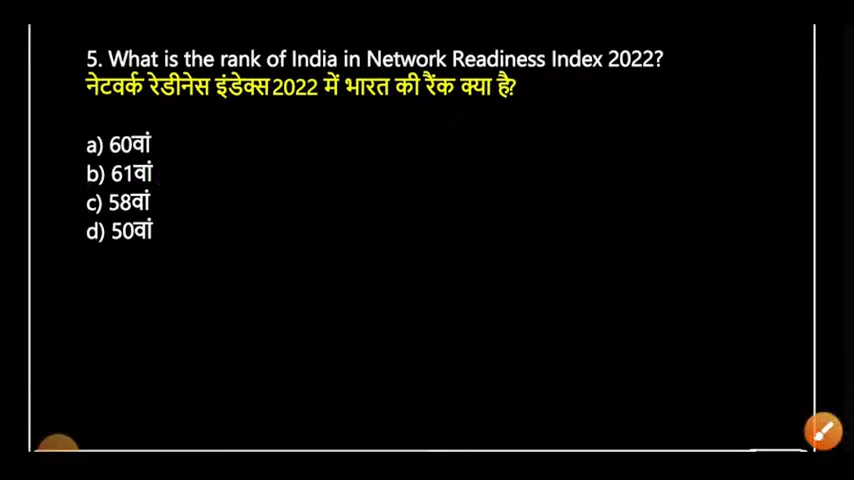 5. What is the rank of India in Network Readiness Index 2022?
नेटवर्क रेडीनेस इंडेक्स 2022 में भारत की रैंक क्या है?
a) 60वां
b) 61वां
c) 58वां
d) 50वां